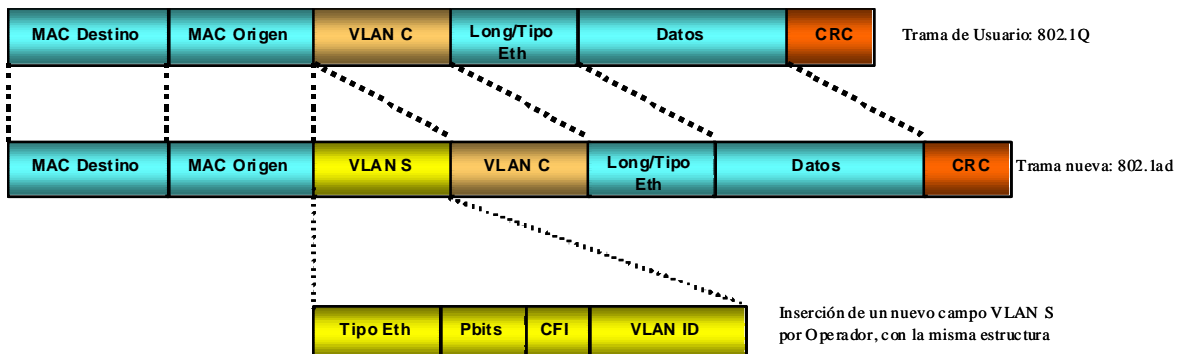 MAC Destino MAC Origen VLAN C Long/Tipo Eth Datos CRC Trama de Usuario: 802.1Q
MAC Destino MAC Origen VLAN S VLAN C Long/Tipo Eth Datos CRC Trama nueva: 802.1ad
Tipo Eth Pbits CFI VLAN ID
Inserción de un nuevo campo VLAN S
por Operador, con la misma estructura